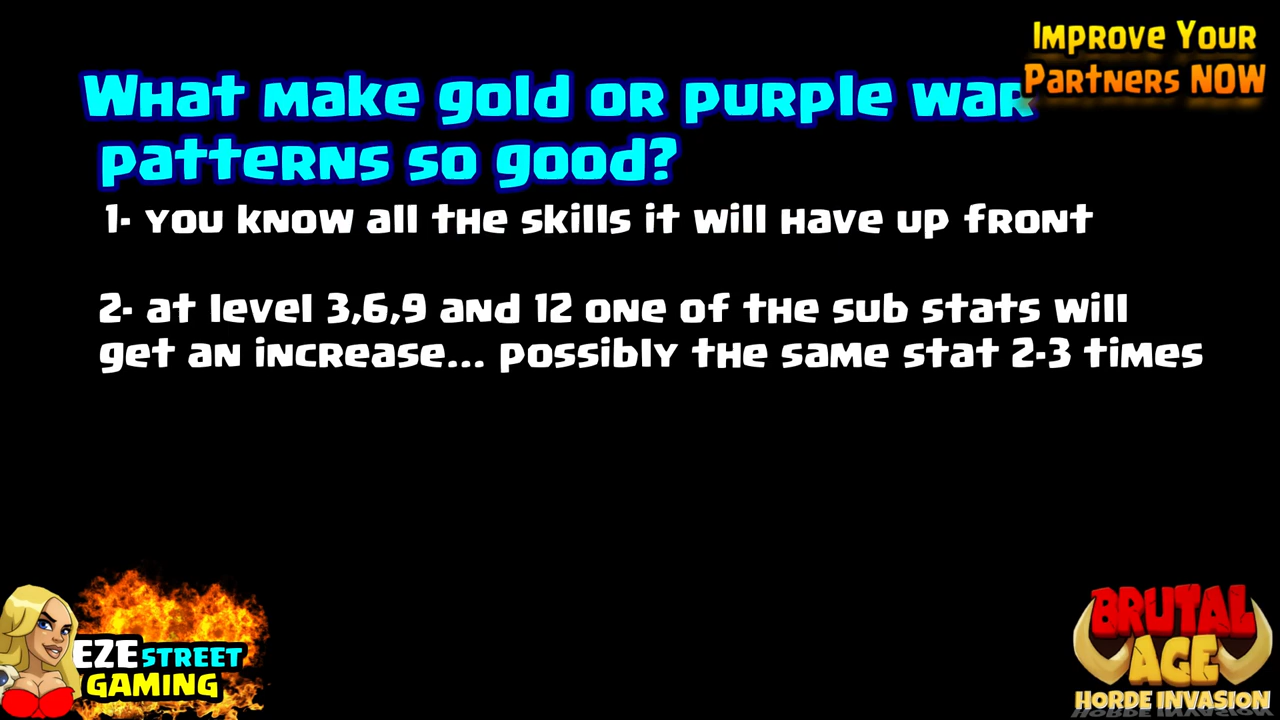 Improve Your
Partners NOW
What make gold or purple war
patterns so good?
1- you know all the skills it will have up front
2- at level 3,6,9 and 12 one of the sub stats will
get an increase... possibly the same stat 2-3 times
EZE STREET
GAMING
BRUTAL
AGE
HORDE INVASION